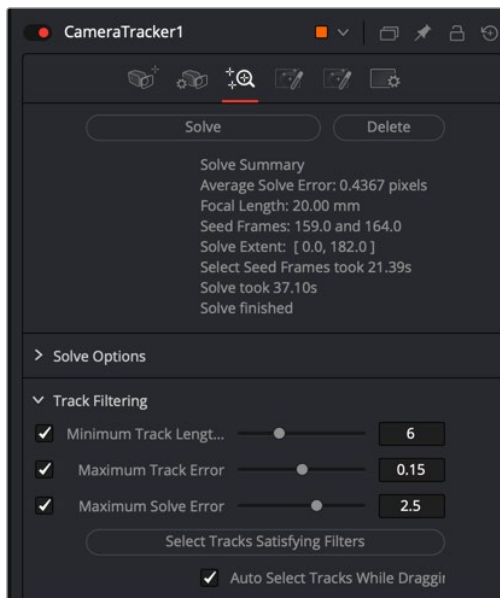 CameraTracker1
Solve Delete
Solve Summary
Average Solve Error: 0.4367 pixels
Focal Length: 20.00 mm
Seed Frames: 159.0 and 164.0
Solve Extent: [ 0.0, 182.0 ]
Select Seed Frames took 21.39s
Solve took 37.10s
Solve finished
Solve Options
Track Filtering
Minimum Track Lengt... 6
Maximum Track Error 0.15
Maximum Solve Error 2.5
Select Tracks Satisfying Filters
Auto Select Tracks While Draggi